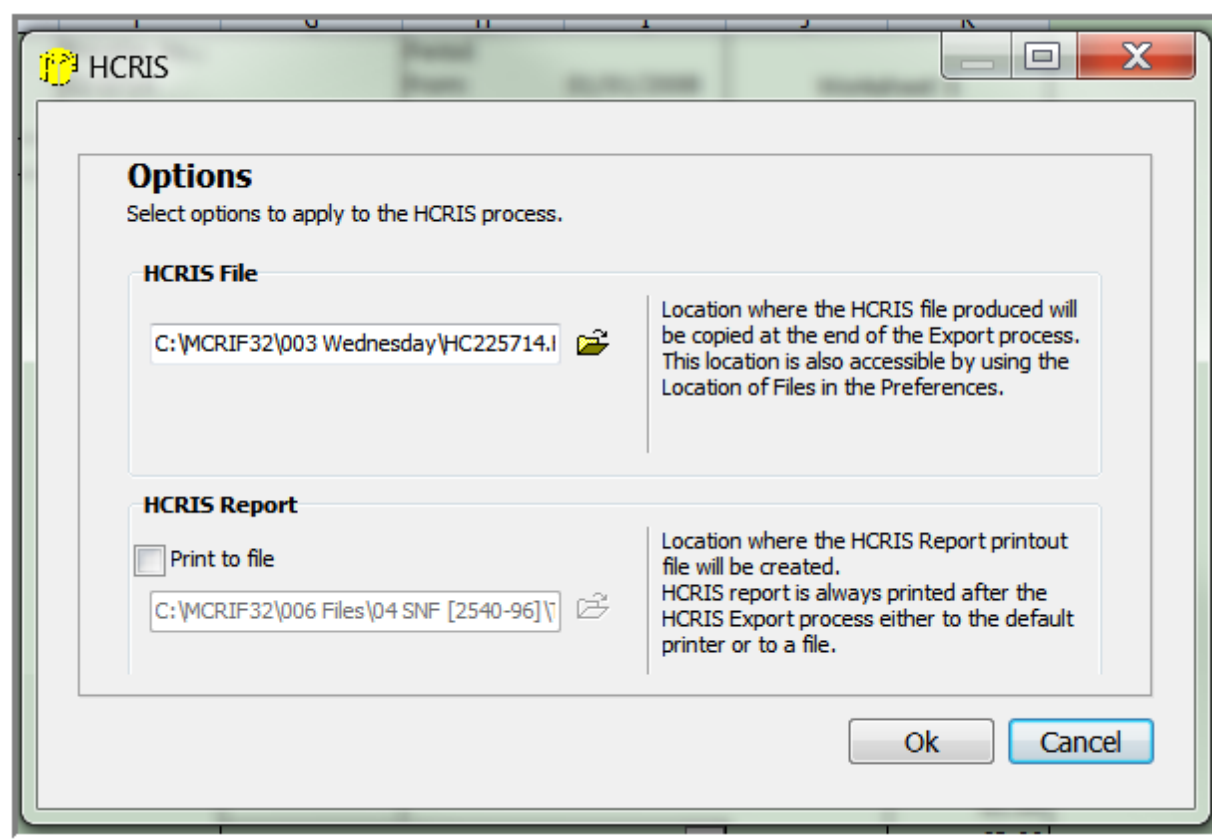 HCRIS
Options
Select options to apply to the HCRIS process.
HCRIS File
C:\MCRIF32\003 Wednesday\HC225714.
Location where the HCRIS file produced will
be copied at the end of the Export process.
This location is also accessible by using the
Location of Files in the Preferences.
HCRIS Report
Print to file
C:\MCRIF32\006 Files\04 SNF [2540-96]\
Location where the HCRIS Report printout
file will be created.
HCRIS report is always printed after the
HCRIS Export process either to the default
printer or to a file.
Ok
Cancel